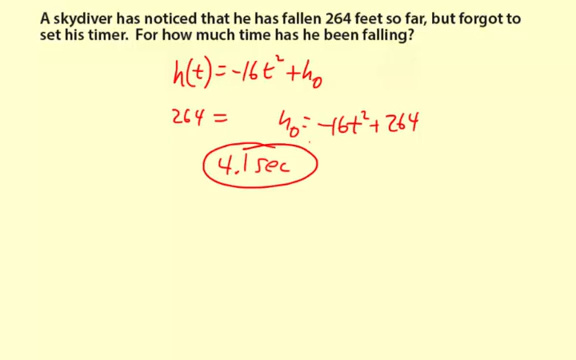 A skydiver has noticed that he has fallen 264 feet so far, but forgot to
set his timer. For how much time has he been falling?
h(t) = -16t² + h₀
264 = h₀ = -16t² + 264
4.1 sec